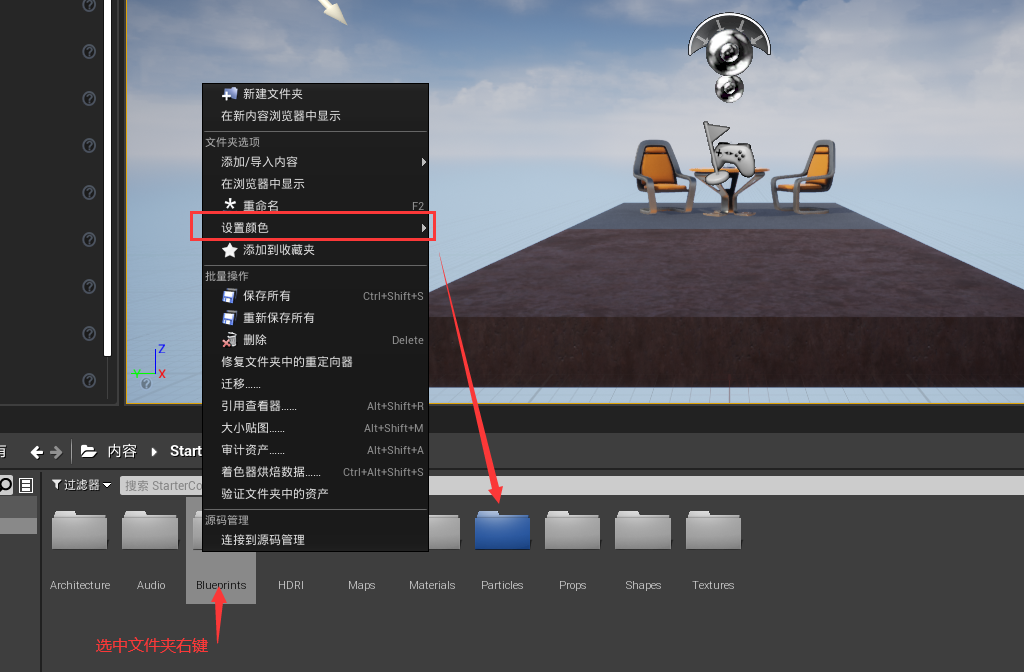 新建文件夹
在新内容浏览器中显示
文件夹选项
添加/导入内容
在浏览器中显示
重命名 F2
设置颜色
添加到收藏夹
批量操作
保存所有 Ctrl+Shift+S
重新保存所有
删除 Delete
修复文件夹中的重定向器
迁移......
引用查看器...... Alt+Shift+R
大小贴图...... Alt+Shift+M
审计资产...... Alt+Shift+A
着色器烘焙数据...... Ctrl+Alt+Shift+S
验证文件夹中的资产
源码管理
连接到源码管理
Z
Y
X
内容 Start
过滤器 搜索 StarterCo
Architecture Audio Blueprints HDRI Maps Materials Particles Props Shapes Textures
选中文件夹右键